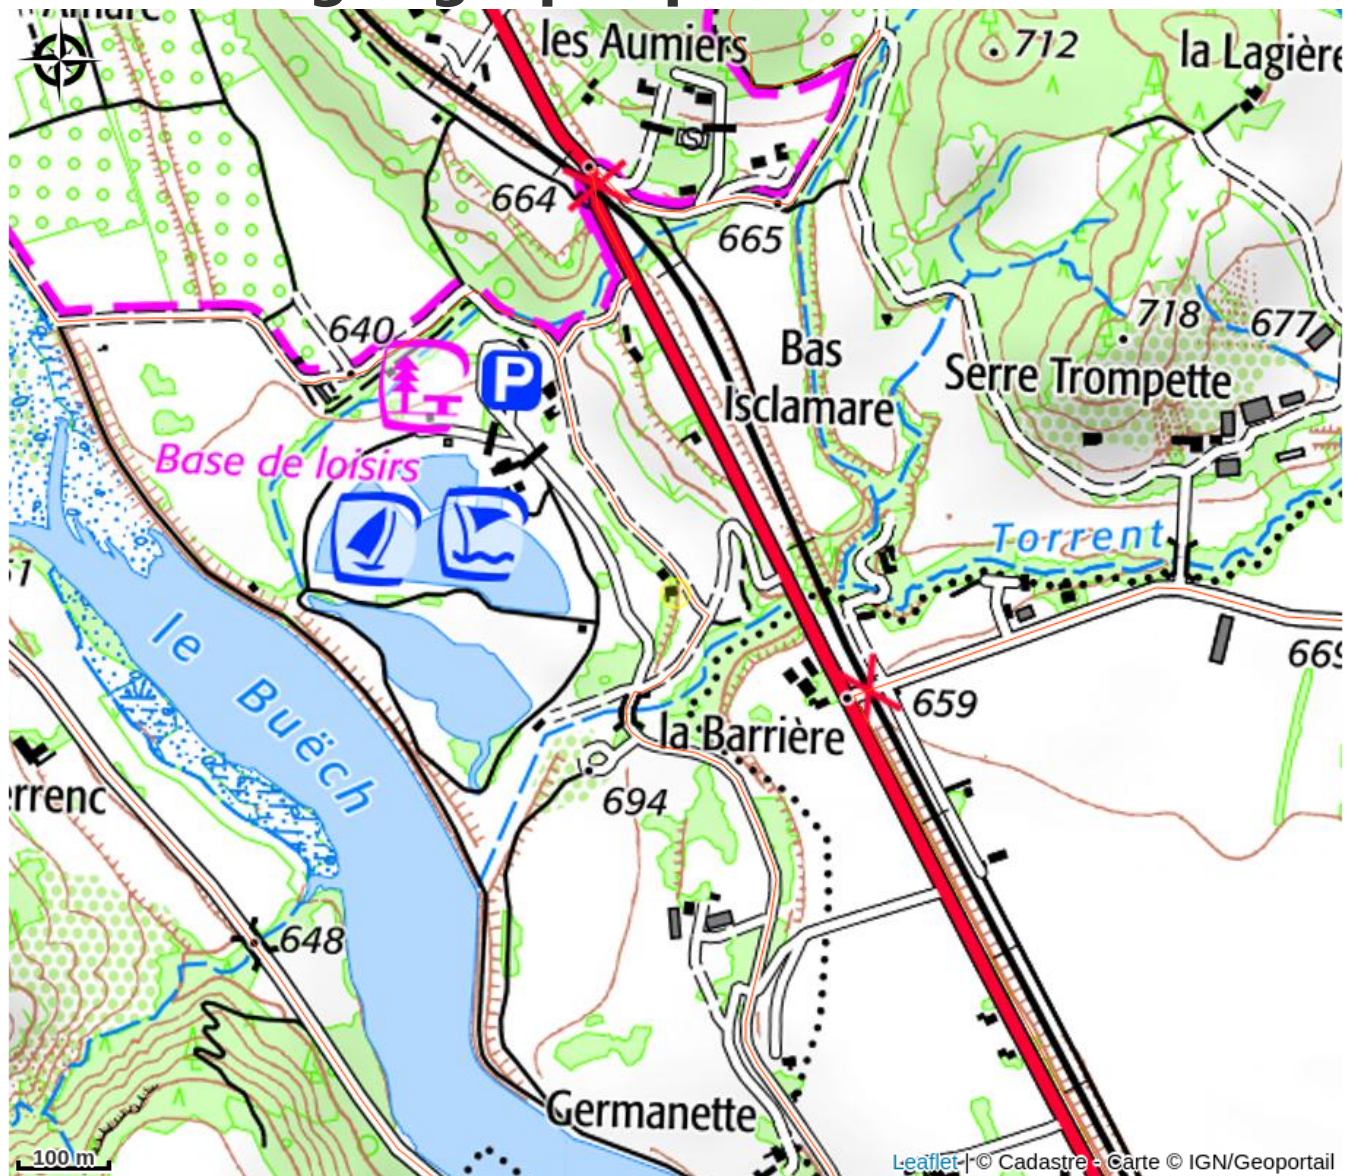 les Aumiers
712
la Lagière
S
664
665
640
Bas
Isclamare
718
677
Serre Trompette
P
Base de loisirs
Torrent
le Buëch
669
659
la Barrière
694
648
Germanette
100 m
Leaflet | © Cadastre - Carte © IGN/Geoportail